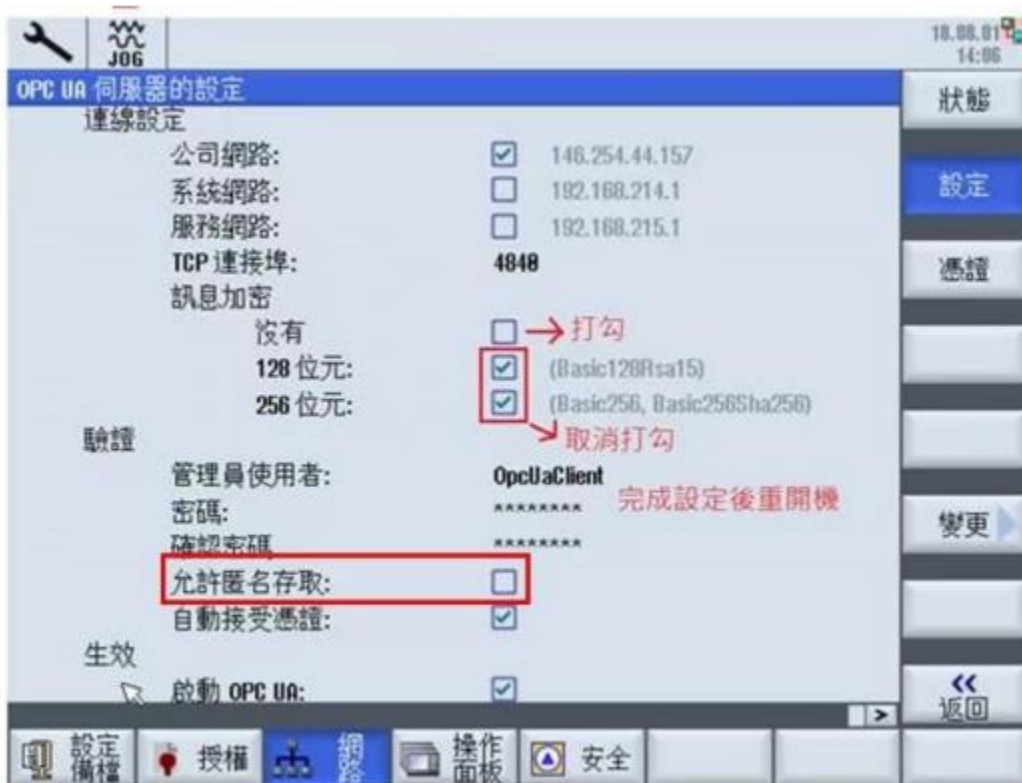 JOG
18.08.01
14:06
OPC UA 伺服器的設定
連線設定
公司網路: 146.254.44.157
系統網路: 192.168.214.1
服務網路: 192.168.215.1
TCP 連接埠: 4840
訊息加密
沒有 打勾
128 位元: (Basic128Rsa15)
256 位元: (Basic256, Basic256Sha256)
取消打勾
驗證
管理員使用者: OpcUaClient
密碼: ******** 完成設定後重開機
確認密碼 ********
允許匿名存取:
自動接受憑證:
生效
啟動 OPC UA:
狀態
設定
憑證
變更
<<
返回
>
設定
備檔
授權
網路
操作
面板
安全